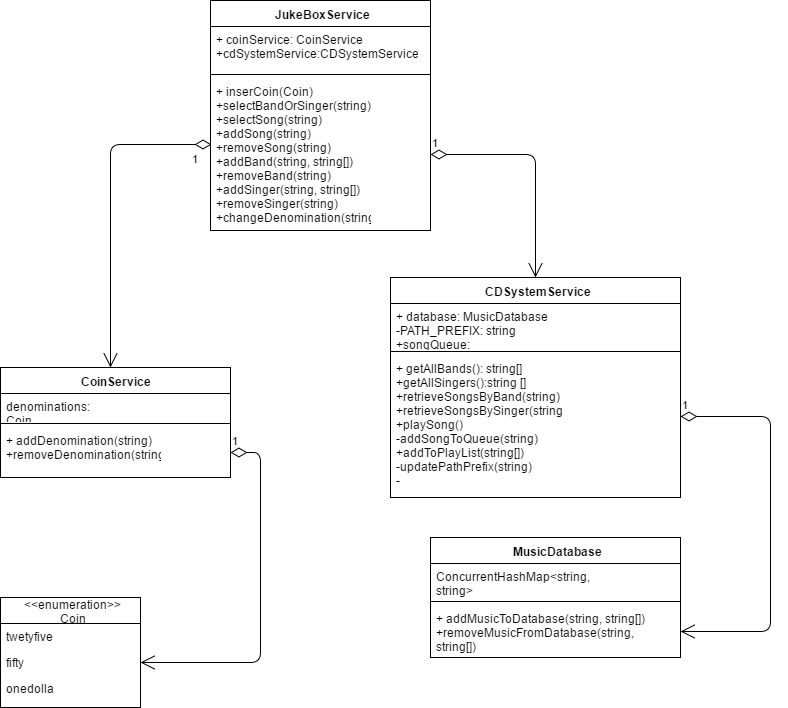 JukeBoxService
+ coinService: CoinService
+cdSystemService:CDSystemService
+ inserCoin(Coin)
+selectBandOrSinger(string)
+selectSong(string)
+addSong(string)
+removeSong(string)
+addBand(string, string[])
+removeBand(string)
+addSinger(string, string[])
+removeSinger(string)
+changeDenomination(string
1
1
CDSystemService
+ database: MusicDatabase
-PATH_PREFIX: string
+songQueue:
+ getAllBands(): string[]
+getAllSingers():string []
+retrieveSongsByBand(string)
+retrieveSongsBySinger(string
+playSong()
-addSongToQueue(string)
+addToPlayList(string[])
-updatePathPrefix(string)
-
1
CoinService
denominations:
Coin
+ addDenomination(string)
+removeDenomination(string
1
MusicDatabase
ConcurrentHashMap<string,
string>
+ addMusicToDatabase(string, string[])
+removeMusicFromDatabase(string,
string[])
<<enumeration>>
Coin
twetyfive
fifty
onedolla